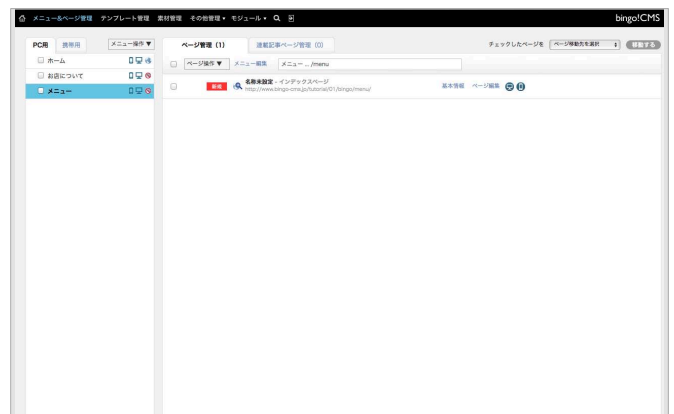 メニュー&ページ管理 テンプレート管理 素材管理 その他管理▾ モジュール▾ bingo!CMS
PC用 携帯用 メニュー操作▼
ホーム
お店について
メニュー
ページ管理 (1) 連載記事ページ管理 (0) チェックしたページを ページ移動先を選択 移動する
ページ操作▼ メニュー編集 メニュー ... /menu
新規 名称未設定 - インデックスページ 基本情報 ページ編集
http://www.bingo-cms.jp/tutorial/01/bingo/menu/